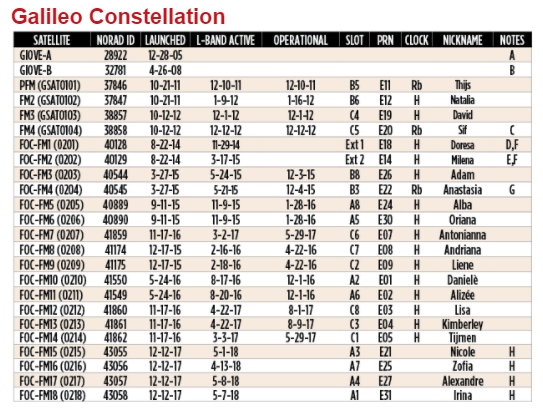 Galileo Constellation
SATELLITE NORAD ID LAUNCHED L-BAND ACTIVE OPERATIONAL SLOT PRN CLOCK NICKNAME NOTES
GIOVE-A 28922 12-28-05 A
GIOVE-B 32781 4-26-08 B
PFM (GSAT0101) 37846 10-21-11 12-10-11 12-10-11 B5 E11 Rb Thijs
FM2 (GSAT0102) 37847 10-21-11 1-9-12 1-16-12 B6 E12 H Natalia
FM3 (GSAT0103) 38857 10-12-12 12-1-12 12-1-12 C4 E19 H David
FM4 (GSAT0104) 38858 10-12-12 12-12-12 12-12-12 C5 E20 Rb Sif C
FOC-FM1 (0201) 40128 8-22-14 11-29-14 Ext 1 E18 H Doresa D,F
FOC-FM2 (0202) 40129 8-22-14 3-17-15 Ext 2 E14 H Milena E,F
FOC-FM3 (0203) 40544 3-27-15 5-24-15 12-3-15 B8 E26 H Adam
FOC-FM4 (0204) 40545 3-27-15 5-21-15 12-4-15 B3 E22 Rb Anastasia G
FOC-FM5 (0205) 40889 9-11-15 11-9-15 1-28-16 A8 E24 H Alba
FOC-FM6 (0206) 40890 9-11-15 11-9-15 1-28-16 A5 E30 H Oriana
FOC-FM7 (0207) 41859 11-17-16 3-2-17 5-29-17 C6 E07 H Antonianna
FOC-FM8 (0208) 41174 12-17-15 2-16-16 4-22-16 C7 E08 H Andriana
FOC-FM9 (0209) 41175 12-17-15 2-18-16 4-22-16 C2 E09 H Liene
FOC-FM10 (0210) 41550 5-24-16 8-17-16 12-1-16 A2 E01 H Danielè
FOC-FM11 (0211) 41549 5-24-16 8-20-16 12-1-16 A6 E02 H Alizée
FOC-FM12 (0212) 41860 11-17-16 4-22-17 8-1-17 C8 E03 H Lisa
FOC-FM13 (0213) 41861 11-17-16 4-22-17 8-9-17 C3 E04 H Kimberley
FOC-FM14 (0214) 41862 11-17-16 3-3-17 5-29-17 C1 E05 H Tijmen
FOC-FM15 (0215) 43055 12-12-17 5-1-18 A3 E21 Nicole H
FOC-FM16 (0216) 43056 12-12-17 4-13-18 A7 E25 Zofia H
FOC-FM17 (0217) 43057 12-12-17 5-8-18 A4 E27 Alexandre H
FOC-FM18 (0218) 43058 12-12-17 5-7-18 A1 E31 Irina H